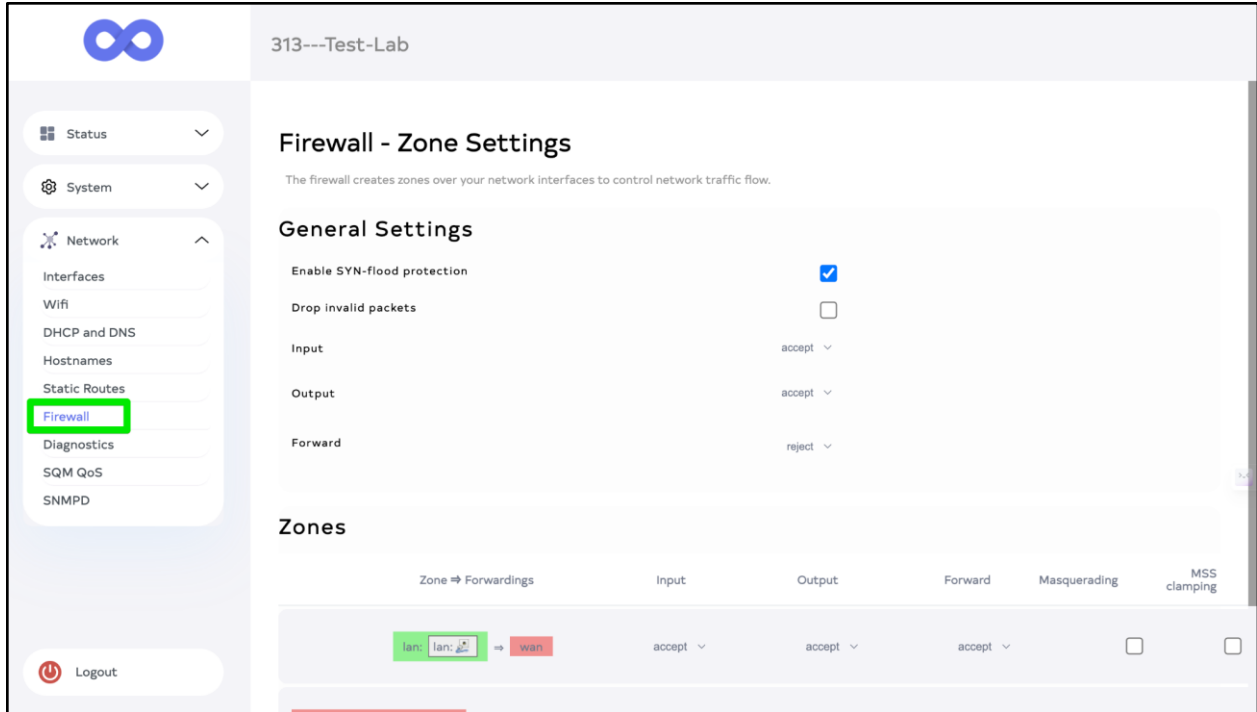 313---Test-Lab
Status
System
Network
Interfaces
Wifi
DHCP and DNS
Hostnames
Static Routes
Firewall
Diagnostics
SQM QoS
SNMPD
Logout
Firewall - Zone Settings
The firewall creates zones over your network interfaces to control network traffic flow.
General Settings
Enable SYN-flood protection
Drop invalid packets
Input accept
Output accept
Forward reject
Zones
Zone ⇒ Forwardings Input Output Forward Masquerading MSS clamping
lan: lan: ⇒ wan accept accept accept